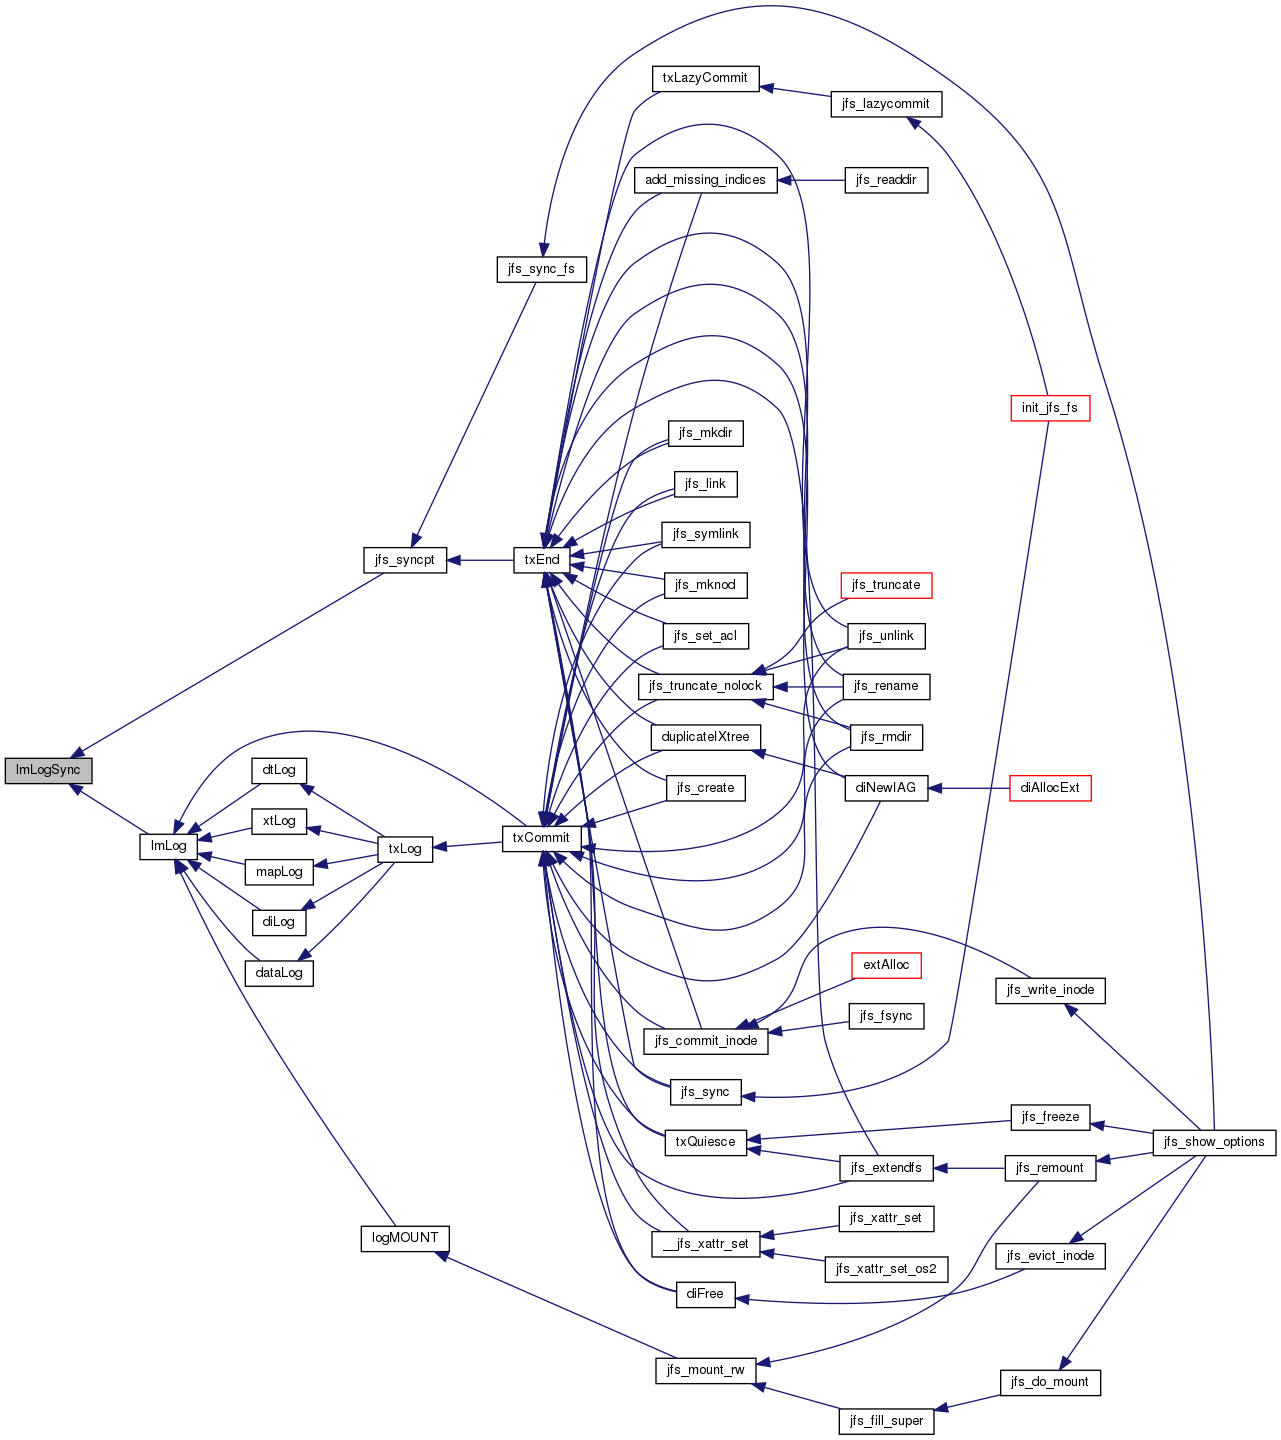 txLazyCommit
jfs_lazycommit
add_missing_indices
jfs_readdir
jfs_sync_fs
init_jfs_fs
jfs_mkdir
jfs_link
jfs_symlink
jfs_syncpt
txEnd
jfs_mknod
jfs_truncate
jfs_set_acl
jfs_unlink
jfs_truncate_nolock
jfs_rename
duplicateIXtree
jfs_rmdir
lmLogSync
dtLog
jfs_create
diNewIAG
diAllocExt
xtLog
txCommit
lmLog
txLog
mapLog
diLog
dataLog
extAlloc
jfs_write_inode
jfs_fsync
jfs_commit_inode
jfs_sync
jfs_freeze
txQuiesce
jfs_show_options
jfs_extendfs
jfs_remount
jfs_xattr_set
logMOUNT
__jfs_xattr_set
jfs_evict_inode
jfs_xattr_set_os2
diFree
jfs_mount_rw
jfs_do_mount
jfs_fill_super